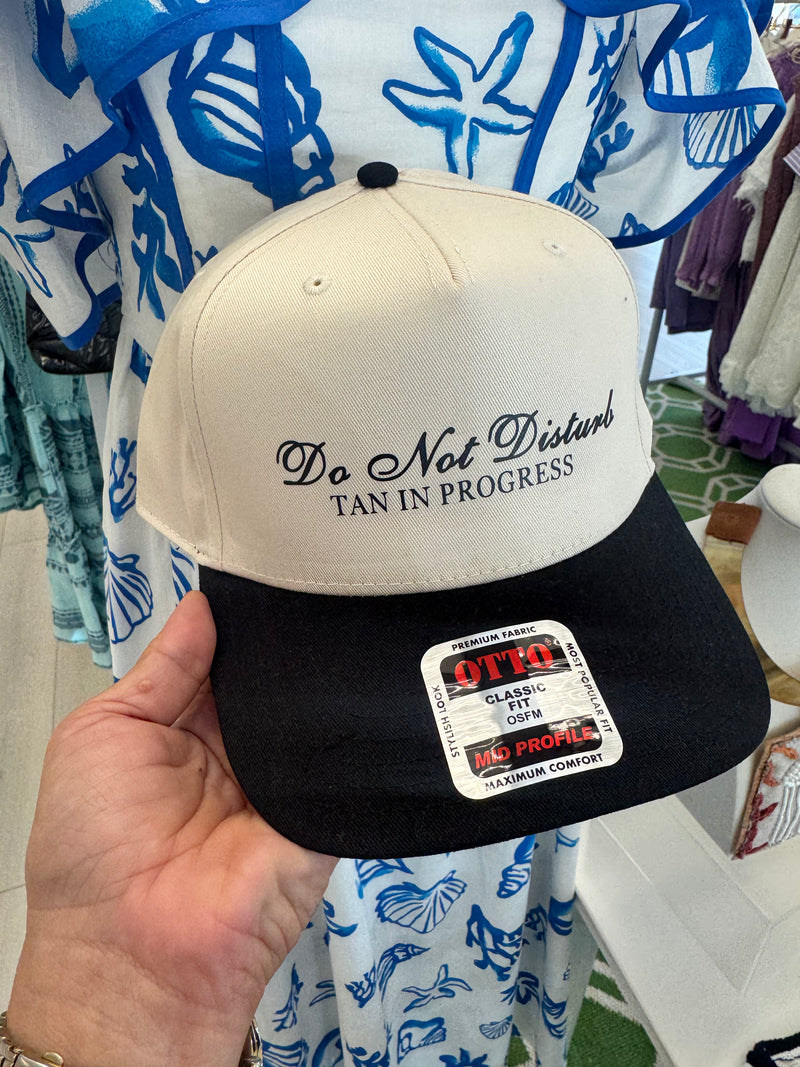 Do Not Disturb
TAN IN PROGRESS
PREMIUM FABRIC
OTTO®
CLASSIC
FIT
OSFM
MID PROFILE
STYLISH LOCK
MOST POPULAR FIT
MAXIMUM COMFORT